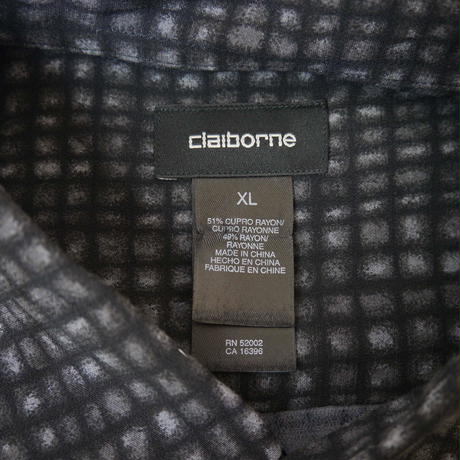 claiborne
XL
51% CUPRO RAYON/
CUPRO RAYONNE
49% RAYON/
RAYONNE
MADE IN CHINA
HECHO EN CHINA
FABRIQUE EN CHINE
RN 52002
CA 16396